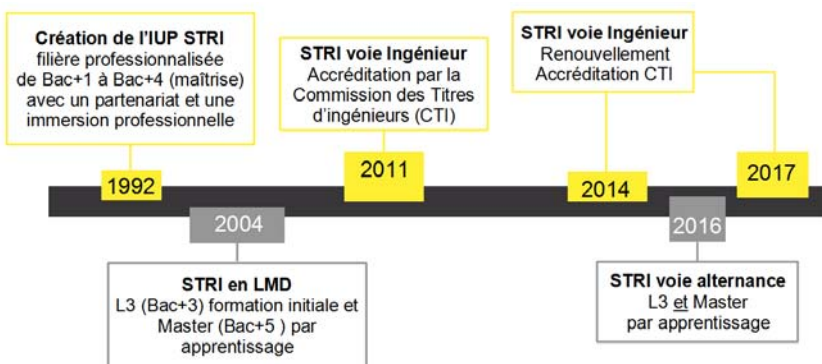 Création de l'IUP STRI
filière professionnalisée
de Bac+1 à Bac+4 (maîtrise)
avec un partenariat et une
immersion professionnelle
STRI voie Ingénieur
Accréditation par la
Commission des Titres
d'ingénieurs (CTI)
STRI voie Ingénieur
Renouvellement
Accréditation CTI
1992
2011
2014
2017
2004
2016
STRI en LMD
L3 (Bac+3) formation initiale et
Master (Bac+5 ) par
apprentissage
STRI voie alternance
L3 et Master
par apprentissage